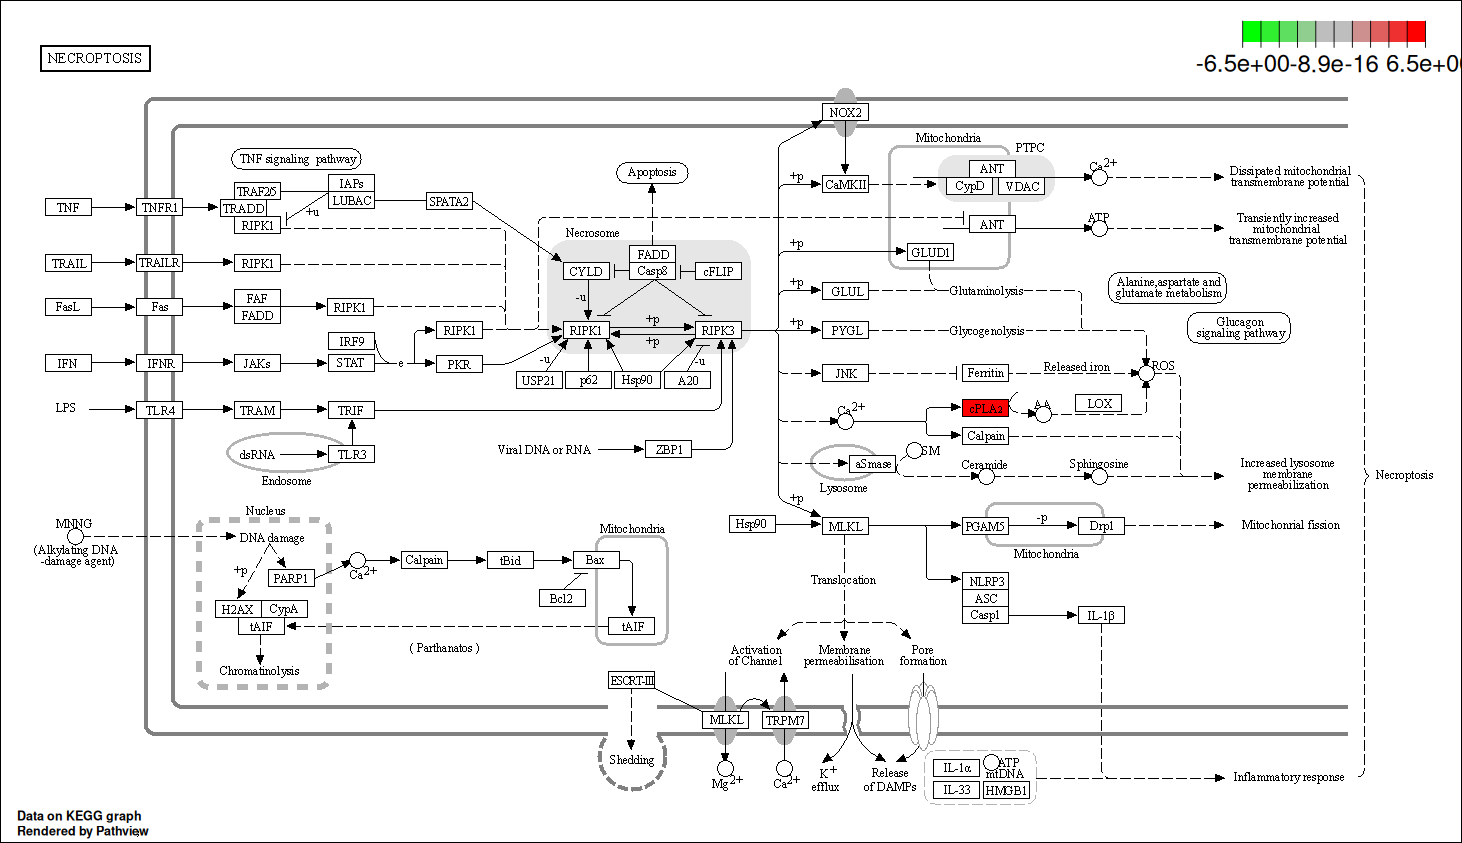 NECROPTOSIS
-6.5e+00-8.9e-16 6.5e+0
NOX2
Mitochondria
PTPC
TNF signaling pathway
Apoptosis
ANT
CypD
VDAC
Ca2+
Dissipated mitochondrial
transmembrane potential
CaMKII
+p
TRAF2/5
IAPs
LUBAC
SPATA2
TNF
TNFR1
TRADD
RIPK1
+u
ANT
ATP
Transiently increased
mitochondrial
transmembrane potential
Necrosome
FADD
Casp8
CYLD
cFLIP
+p
GLUD1
TRAIL
TRAILR
RIPK1
-u
+p
GLUL
Glutaminolysis
Alanine,aspartate and
glutamate metabolism
FasL
Fas
FAF
FADD
RIPK1
RIPK1
RIPK1
+p
+p
RIPK3
+p
PYGL
Glycogenolysis
Glucagon
signaling pathway
IRF9
STAT
e
PKR
IFN
IFNR
JAKs
-u
-u
USP21
p62
Hsp90
A20
JNK
Ferritin
Released iron
ROS
LPS
TLR4
TRAM
TRIF
Ca2+
cPLA2
AA
LOX
Calpain
dsRNA
TLR3
Endosome
Viral DNA or RNA
ZBP1
aSmase
SM
Lysosome
Ceramide
Sphingosine
Increased lysosome
membrane
permeabilization
Necroptosis
+p
Hsp90
MLKL
PGAM5
-p
Drp1
Mitochondria
Mitochonrial fission
Nucleus
MNNG
(Alkylating DNA
-damage agent)
DNA damage
+p
PARP1
Ca2+
Calpain
tBid
Bax
Mitochondria
Bcl2
H2AX
CypA
tAIF
tAIF
( Parthanatos )
Chromatinolysis
Translocation
NLRP3
ASC
Casp1
IL-1β
Activation
of Channel
Membrane
permeabilisation
Pore
formation
ESCRT-III
MLKL
TRPM7
Shedding
Mg2+
Ca2+
K+
efflux
Release
of DAMPs
IL-1α
ATP
mtDNA
IL-33
HMGB1
Inflammatory response
Data on KEGG graph
Rendered by Pathview